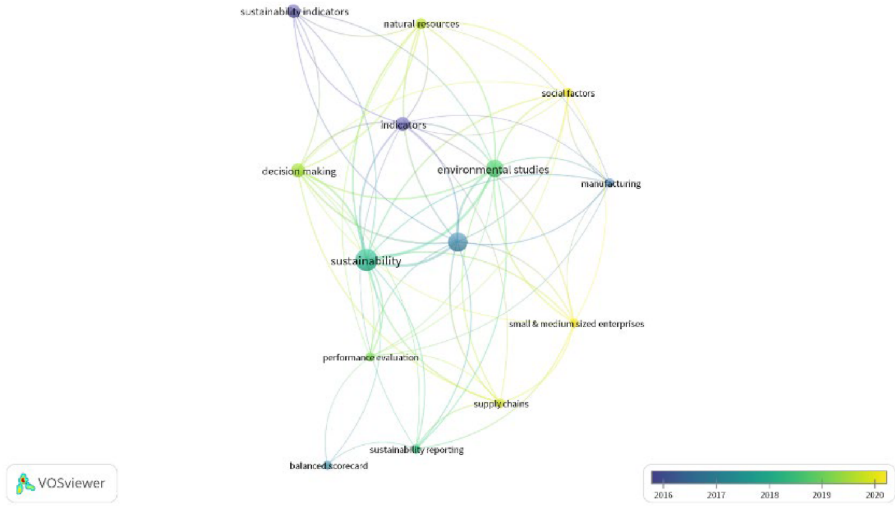 sustainability indicators
natural resources
social factors
indicators
decision making
environmental studies
manufacturing
sustainability
small & medium sized enterprises
performance evaluation
supply chains
sustainability reporting
balanced scorecard
VOSviewer
2016 2017 2018 2019 2020